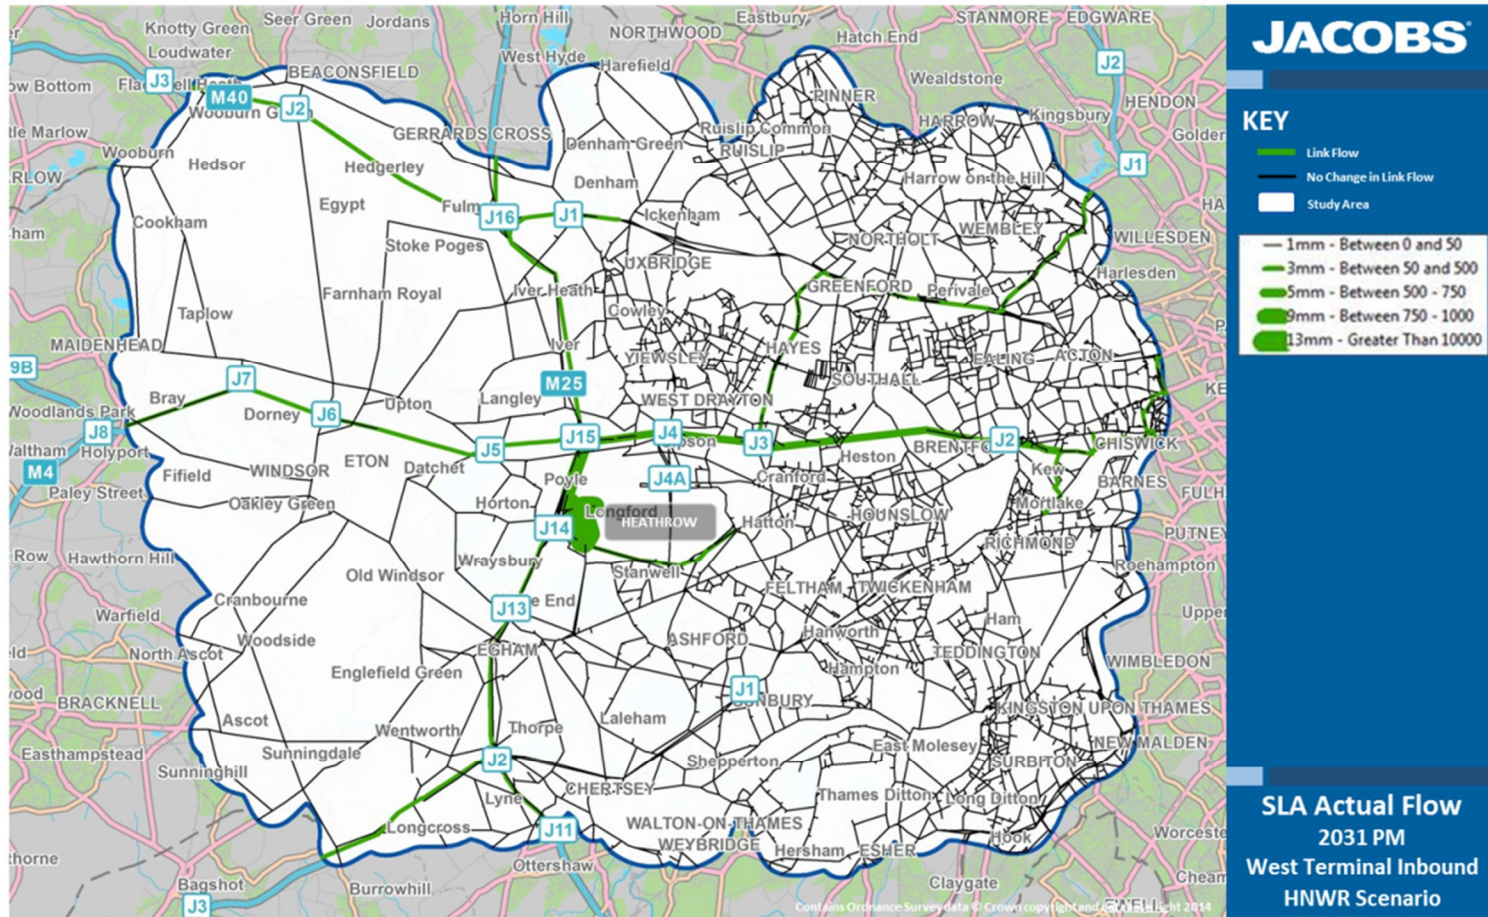 Knotty Green
Seer Green
Jordans
Horn Hill
NORTHWOOD
Eastbury
Hatch End
STANMORE
EDGWARE
JACOBS
Loudwater
West Hyde
Harefield
J2
J3
BEACONSFIELD
Wealdstone
HENDON
M40
J2
PINNER
Kingsbury
HARROW
KEY
Wooburn
GERRARDS CROSS
Denham Green
Ruislip Common
RUISLIP
Link Flow
Hedsor
Hedgerley
Denham
Harrow on the Hill
J1
No Change in Link Flow
Egypt
J16
J1
Ickenham
Study Area
Cookham
Stoke Poges
NORTHOLT
WEMBLEY
WILLESDEN
1mm - Between 0 and 50
UXBRIDGE
Harlesden
3mm - Between 50 and 500
Farnham Royal
Iver Heath
GREENFORD
Perivale
5mm - Between 500 - 750
Taplow
Cowley
9mm - Between 750 - 1000
MAIDENHEAD
Iver
YIEWSLEY
HAYES
EALING
ACTON
13mm - Greater Than 10000
9B
J7
M25
SOUTHALL
Bray
Upton
Langley
WEST DRAYTON
Woodlands Park
Dorney
J6
J8
Holyport
J5
J15
J4
J3
BRENTFO
J2
CHISWICK
M4
Fifield
WINDSOR
ETON
Datchet
Poyle
J4A
Cranford
Heston
Kew
BARNES
Paley Street
Oakley Green
Horton
Longford
HEATHROW
Hatton
HOUNSLOW
Mortlake
J14
RICHMOND
PUTNEY
Hawthorn Hill
Old Windsor
Wraysbury
Stanwell
FELTHAM
TWICKENHAM
Roehampton
Cranbourne
J13
e End
Warfield
Woodside
Hanworth
Ham
Upper
North Ascot
EGHAM
ASHFORD
TEDDINGTON
WIMBLEDON
Englefield Green
Hampton
BRACKNELL
J1
KINGSTON UPON THAMES
Ascot
Wentworth
Thorpe
Laleham
Easthampstead
Sunningdale
J2
Shepperton
East Molesey
NEW MALDEN
Sunninghill
SURBITON
CHERTSEY
Lyne
Thames Ditton
Long Ditton
SLA Actual Flow
Longcross
J11
WALTON-ON-THAMES
Hook
2031 PM
WEYBRIDGE
Hersham
ESHER
West Terminal Inbound
Ottershaw
Bagshot
Burrowhill
Claygate
HNWR Scenario
J3